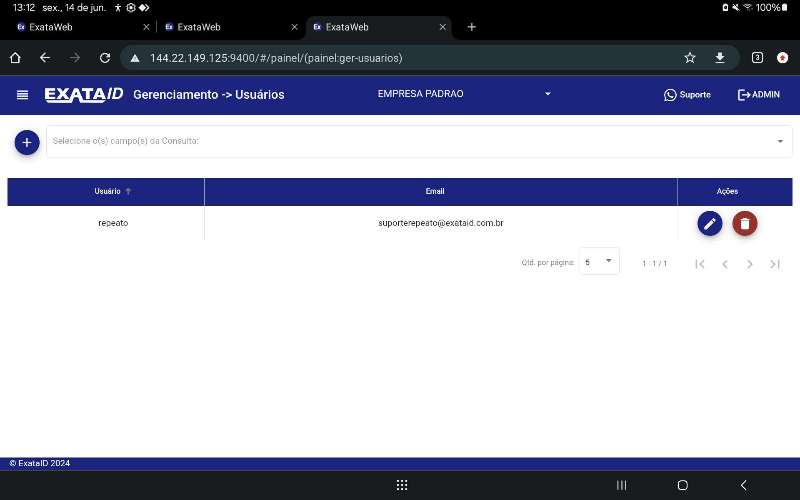 13:12 sex., 14 de jun. 100%
ExataWeb
ExataWeb
ExataWeb
144.22.149.125:9400/#/painel/(painel:ger-usuarios)
3
EXATAID
Gerenciamento -> Usuários
EMPRESA PADRAO
Suporte
ADMIN
Selecione o(s) campo(s) da Consulta:
Usuário Email Ações
repeato suporterepeato@exataid.com.br
Qtd. por página: 5 1 - 1 / 1
© ExataID 2024